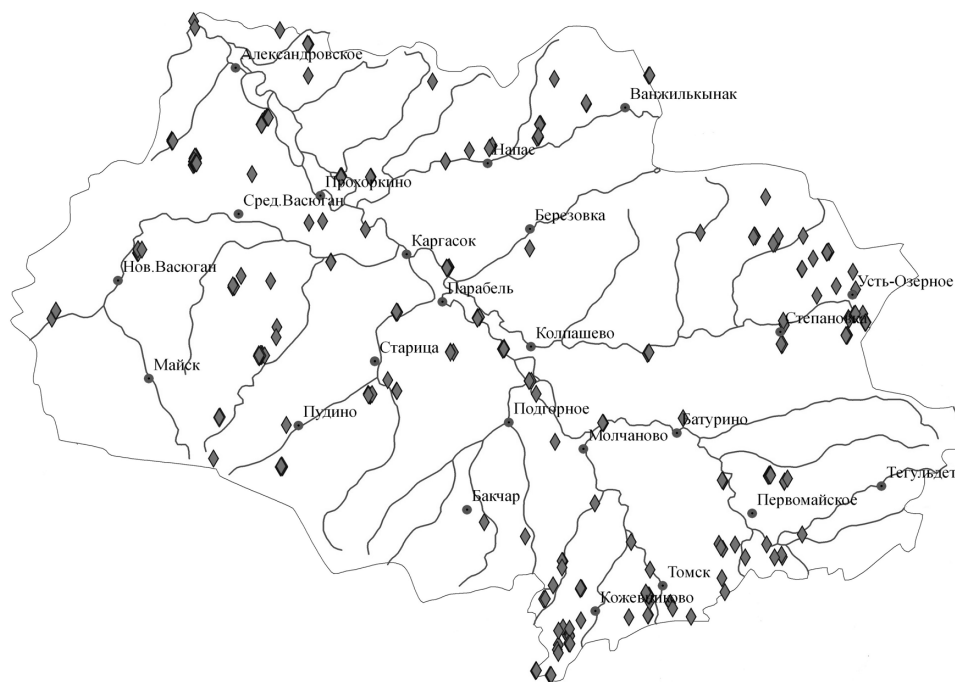 Александровское
Ванжилькынак
Напас
Прохоркино
Сред.Васюган
Березовка
Каргасок
Нов.Васюган
Усть-Озерное
Парабель
Степановка
Колпашево
Старица
Майск
Подгорное
Пудино
Батурино
Молчаново
Тегульдет
Бакчар
Первомайское
Томск
Кожевниково